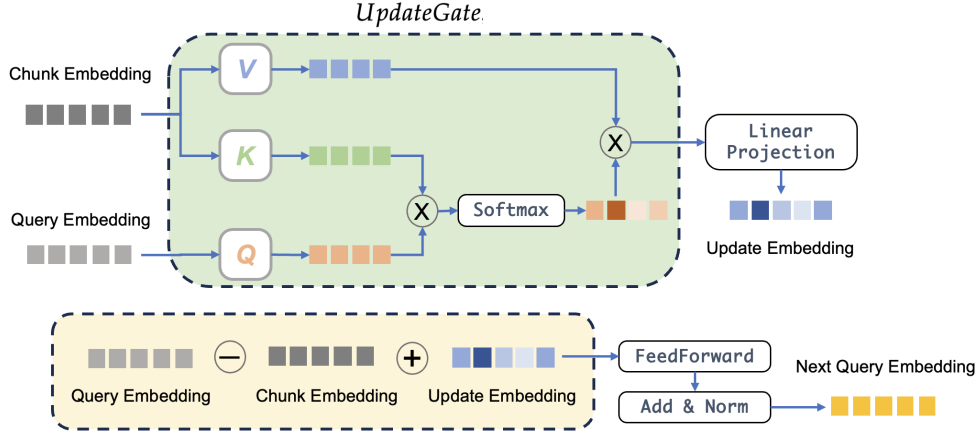 UpdateGate
Chunk Embedding
V
K
Query Embedding
Q
X
Softmax
X
Linear
Projection
Update Embedding
Query Embedding
−
Chunk Embedding
+
Update Embedding
FeedForward
Add & Norm
Next Query Embedding